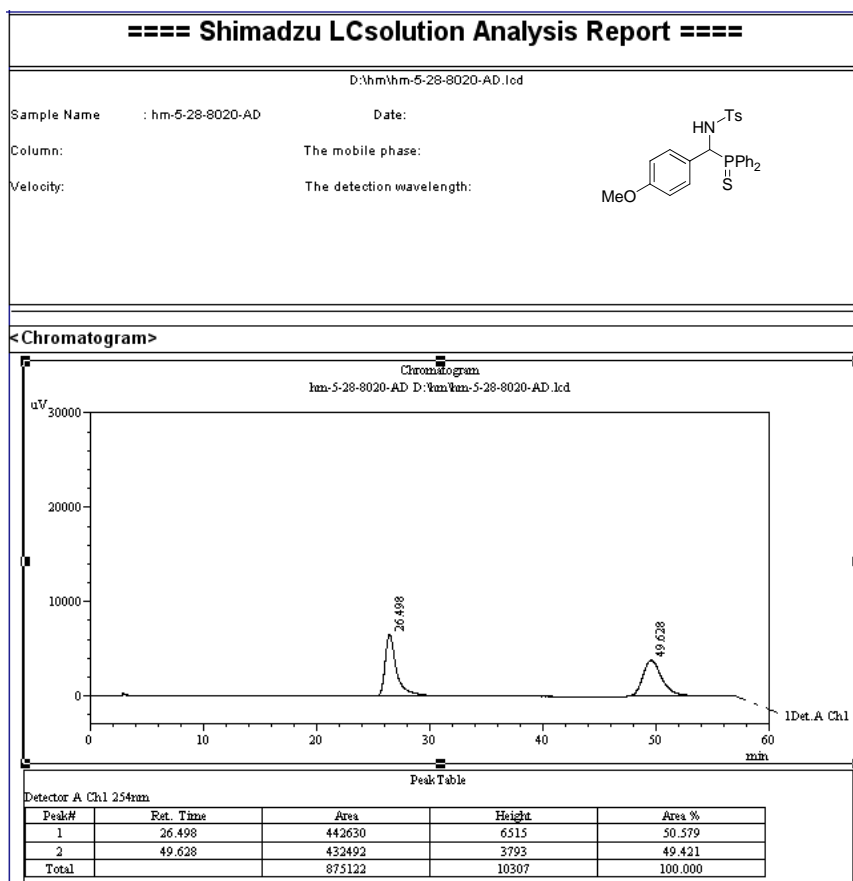 ==== Shimadzu LCsolution Analysis Report ====
D:\hm\hm-5-28-8020-AD.lcd
Sample Name : hm-5-28-8020-AD Date:
Column: The mobile phase:
Velocity: The detection wavelength:
HN Ts
PPh2
S
MeO
<Chromatogram>
Chromatogram
hm-5-28-8020-AD D:\hm\hm-5-28-8020-AD.lcd
uV
30000
20000
10000
0
26.498
49.628
1Det.A Ch1
0 10 20 30 40 50 60
min
PeakTable
Detector A Ch1 254nm
Peak# Ret. Time Area Height Area %
1 26.498 442630 6515 50.579
2 49.628 432492 3793 49.421
Total 875122 10307 100.000